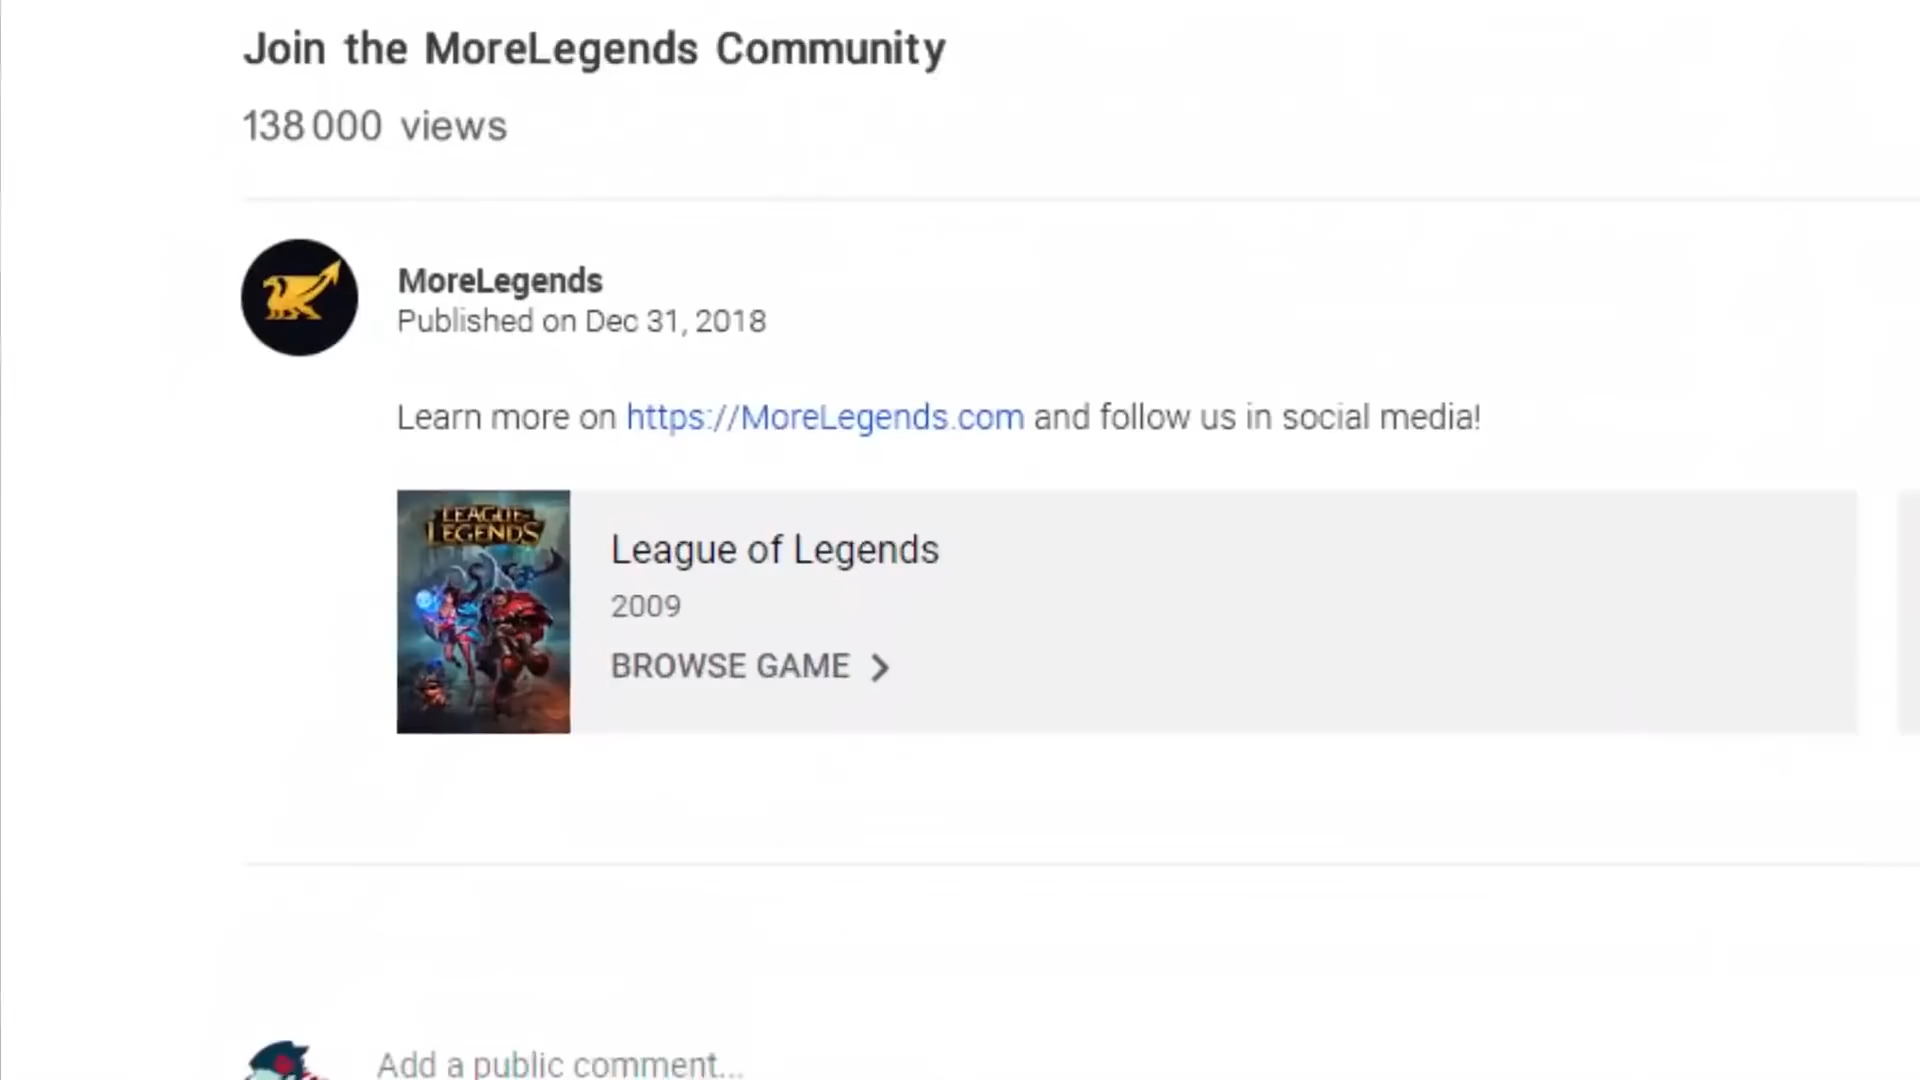 Join the MoreLegends Community
138 000 views
MoreLegends
Published on Dec 31, 2018
Learn more on https://MoreLegends.com and follow us in social media!
LEAGUE OF
LEGENDS
League of Legends
2009
BROWSE GAME
Add a public comment...